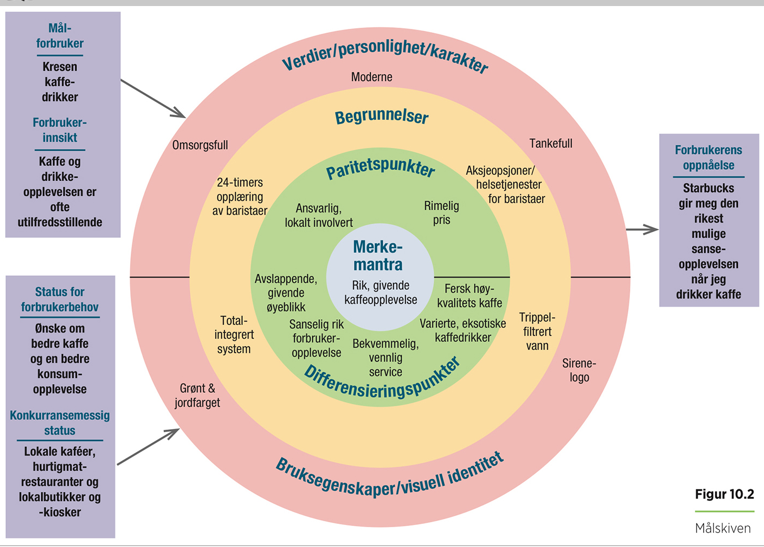 Mål-
forbruker
Kresen
kaffe-
drikker
Forbruker-
innsikt
Kaffe og
drikke-
opplevelsen er
ofte
utilfredsstillende
Status for
forbrukerbehov
Ønske om
bedre kaffe
og en bedre
konsum-
opplevelse
Konkurransemessig
status
Lokale kaféer,
hurtigmat-
restauranter og
lokalbutikker og
-kiosker
Verdier/personlighet/karakter
Moderne
Omsorgsfull
Tankefull
Begrunnelser
24-timers
opplæring
av baristaer
Aksjeopsjoner/
helsetjenester
for baristaer
Paritetspunkter
Ansvarlig,
lokalt involvert
Rimelig
pris
Merke-
mantra
Rik, givende
kaffeopplevelse
Avslappende,
givende
øyeblikk
Sanselig rik
forbruker-
opplevelse
Bekvemmelig,
vennlig
service
Fersk høy-
kvalitets kaffe
Varierte, eksotiske
kaffedrikker
Differensieringspunkter
Total-
integrert
system
Trippel-
filtrert
vann
Grønt &
jordfarget
Sirene-
logo
Bruksegenskaper/visuell identitet
Forbrukerens
oppnåelse
Starbucks
gir meg den
rikest
mulige
sanse-
opplevelsen
når jeg
drikker kaffe
Figur 10.2
Målskiven